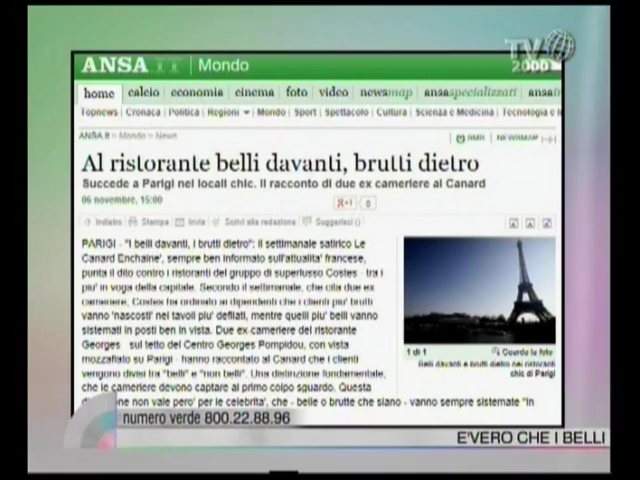 TV
2000
ANSA.it Mondo
home calcio economia cinema foto video newsmap ansaspecializzati ansain
Topnews Cronaca Politica Regioni Mondo Sport Spettacolo Cultura Scienza e Medicina Tecnologia e I
ANSA.it > Mondo > News
Al ristorante belli davanti, brutti dietro
Succede a Parigi nei locali chic. Il racconto di due ex cameriere al Canard
06 novembre, 15:00
0
Indietro Stampa Invia Scrivi alla redazione Suggerisci ()
PARIGI - "I belli davanti, i brutti dietro": il settimanale satirico Le
Canard Enchaine', sempre ben informato sull'attualita' francese,
punta il dito contro i ristoranti del gruppo di superlusso Costes - tra i
piu' in voga della capitale. Secondo il settimanale, che cita due ex
cameriere, Costes ha ordinato ai dipendenti che i clienti piu' brutti
vanno 'nascosti' nei tavoli piu' defilati, mentre quelli piu' belli vanno
sistemati in posti ben in vista. Due ex cameriere del ristorante
Georges sul tetto del Centro Georges Pompidou, con vista
mozzafiato su Parigi - hanno raccontato al Canard che i clienti
vengono divisi tra "belli" e "non belli". Una distinzione fondamentale,
che le cameriere devono captare al primo colpo sguardo. Questa
ne non vale pero' per le celebrita', che - belle o brutte che siano - vanno sempre sistemate "in
1 di 1 Guarda la foto
Belli davanti e brutti dietro nei ristoranti
chic di Parigi
numero verde 800.22.88.96
E'VERO CHE I BELLI